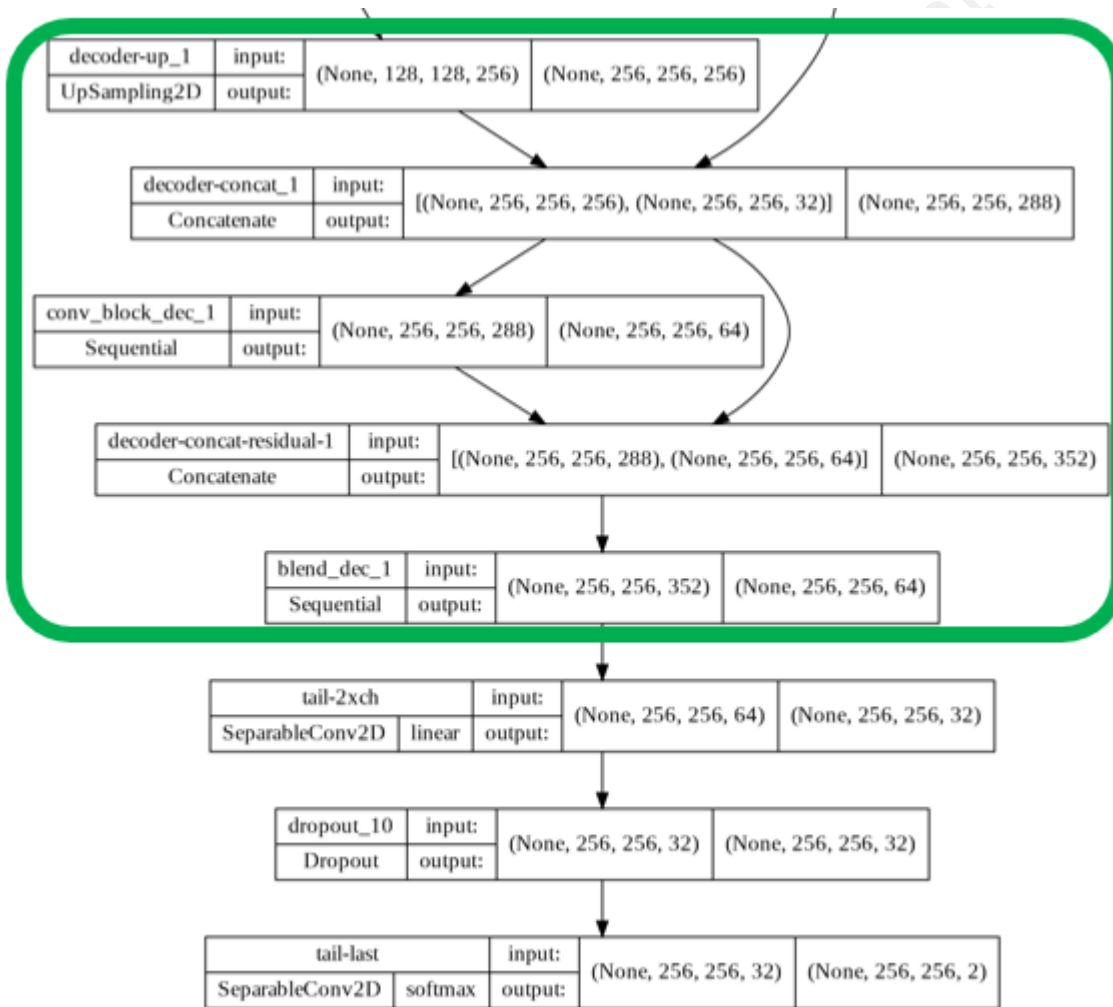 decoder-up_1 input: (None, 128, 128, 256) (None, 256, 256, 256)
UpSampling2D output:
decoder-concat_1 input: [(None, 256, 256, 256), (None, 256, 256, 32)] (None, 256, 256, 288)
Concatenate output:
conv_block_dec_1 input: (None, 256, 256, 288) (None, 256, 256, 64)
Sequential output:
decoder-concat-residual-1 input: [(None, 256, 256, 288), (None, 256, 256, 64)] (None, 256, 256, 352)
Concatenate output:
blend_dec_1 input: (None, 256, 256, 352) (None, 256, 256, 64)
Sequential output:
tail-2xch input: (None, 256, 256, 64) (None, 256, 256, 32)
SeparableConv2D linear output:
dropout_10 input: (None, 256, 256, 32) (None, 256, 256, 32)
Dropout output:
tail-last input: (None, 256, 256, 32) (None, 256, 256, 2)
SeparableConv2D softmax output: